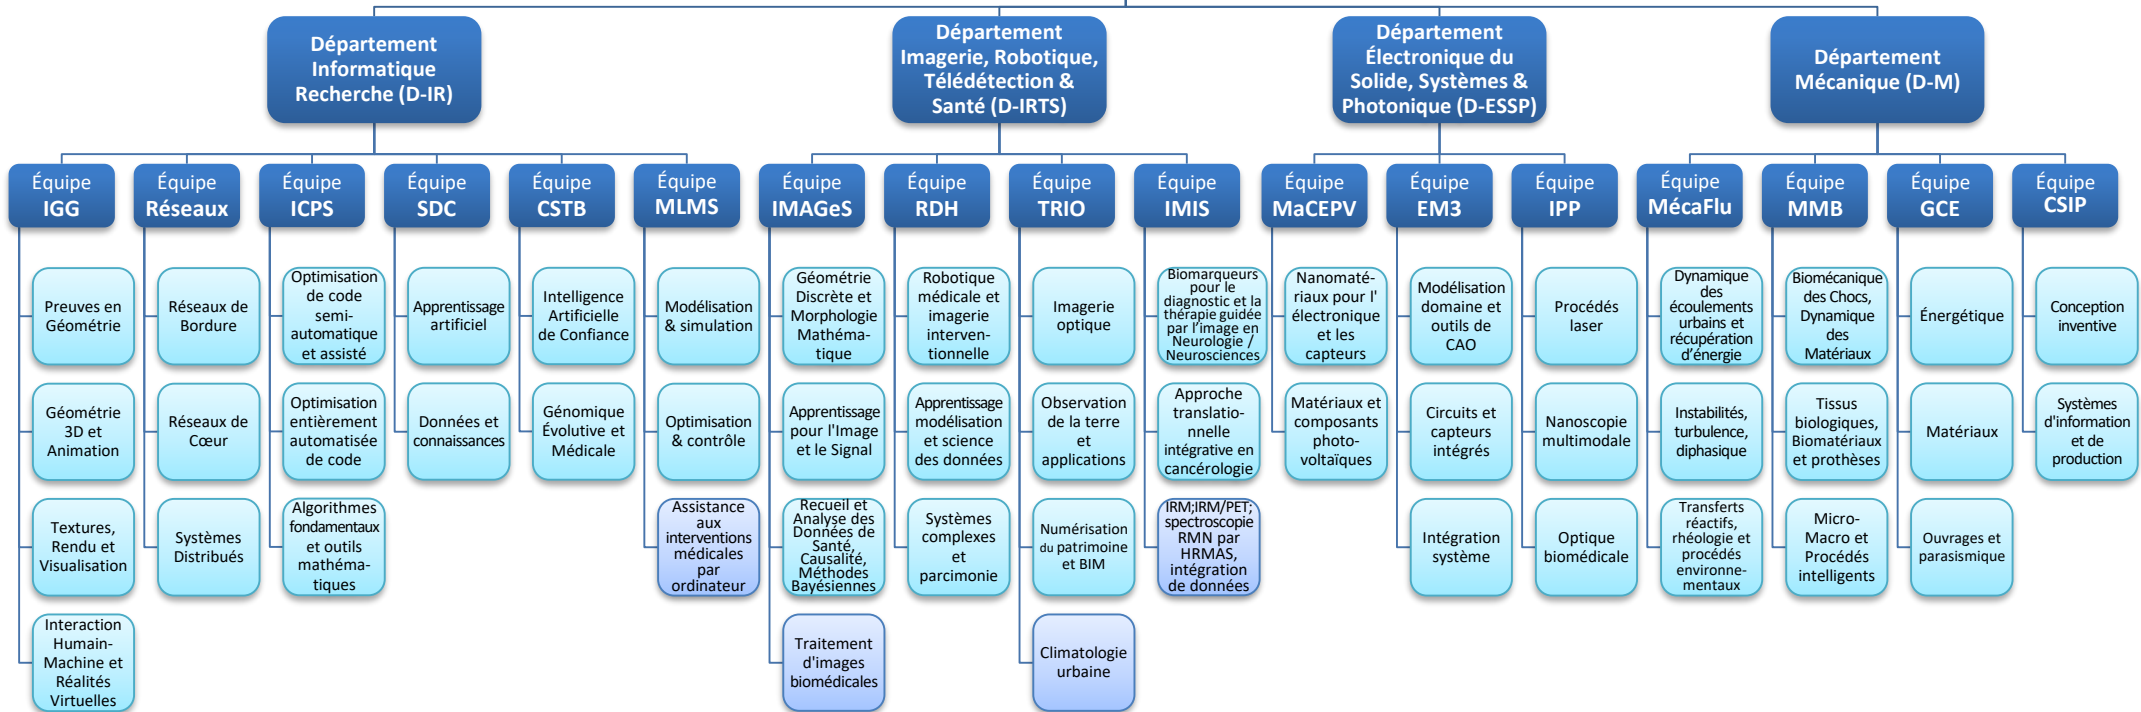 Département
Informatique
Recherche (D-IR)
Département
Imagerie, Robotique,
Télédétection &
Santé (D-IRTS)
Département
Électronique du
Solide, Systèmes &
Photonique (D-ESSP)
Département
Mécanique (D-M)
Équipe
IGG
Équipe
Réseaux
Équipe
ICPS
Équipe
SDC
Équipe
CSTB
Équipe
MLMS
Équipe
IMAGeS
Équipe
RDH
Équipe
TRIO
Équipe
IMIS
Équipe
MaCEPV
Équipe
EM3
Équipe
IPP
Équipe
MécaFlu
Équipe
MMB
Équipe
GCE
Équipe
CSIP
Preuves en
Géométrie
Réseaux de
Bordure
Optimisation
de code
semi-
automatique
et assisté
Apprentissage
artificiel
Intelligence
Artificielle
de Confiance
Modélisation
& simulation
Géométrie
Discrète et
Morphologie
Mathéma-
tique
Robotique
médicale et
imagerie
interven-
tionnelle
Imagerie
optique
Biomarqueurs
pour le
diagnostic et la
thérapie guidée
par l'image en
Neurologie /
Neurosciences
Nanomaté-
riaux pour l'
électronique
et les
capteurs
Modélisation
domaine et
outils de
CAO
Procédés
laser
Dynamique
des
écoulements
urbains et
récupération
d'énergie
Biomécanique
des Chocs,
Dynamique
des
Matériaux
Énergétique
Conception
inventive
Géométrie
3D et
Animation
Réseaux de
Cœur
Optimisation
entièrement
automatisée
de code
Données et
connaissances
Génomique
Évolutive et
Médicale
Optimisation
& contrôle
Apprentissage
pour l'Image
et le Signal
Apprentissage
modélisation
et science
des données
Observation
de la terre
et
applications
Approche
translatio-
nnelle
intégrative en
cancérologie
Matériaux et
composants
photo-
voltaïques
Circuits et
capteurs
intégrés
Nanoscopie
multimodale
Instabilités,
turbulence,
diphasique
Tissus
biologiques,
Biomatériaux
et prothèses
Matériaux
Systèmes
d'information
et de
production
Textures,
Rendu et
Visualisation
Systèmes
Distribués
Algorithmes
fondamentaux
et outils
mathéma-
tiques
Assistance
aux
interventions
médicales
par
ordinateur
Recueil et
Analyse des
Données de
Santé,
Causalité,
Méthodes
Bayésiennes
Systèmes
complexes
et
parcimonie
Numérisation
du patrimoine
et BIM
IRM;IRM/PET;
spectroscopie
RMN par
HRMAS,
intégration
de données
Intégration
système
Optique
biomédicale
Transferts
réactifs,
rhéologie et
procédés
environne-
mentaux
Micro-
Macro et
Procédés
intelligents
Ouvrages et
parasismique
Interaction
Humain-
Machine et
Réalités
Virtuelles
Traitement
d'images
biomédicales
Climatologie
urbaine